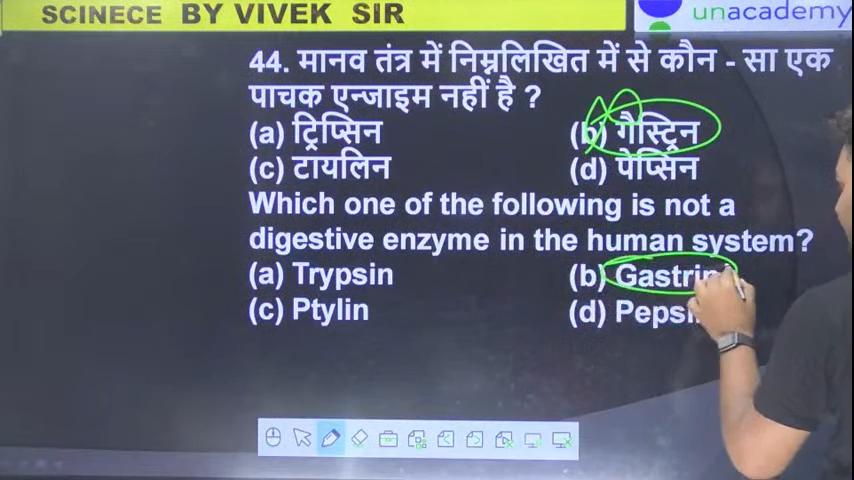 SCINECE BY VIVEK SIR
unacademy
44. मानव तंत्र में निम्नलिखित में से कौन - सा एक
पाचक एन्जाइम नहीं है ?
(a) ट्रिप्सिन (b) गैस्ट्रिन
(c) टायलिन (d) पेप्सिन
Which one of the following is not a
digestive enzyme in the human system?
(a) Trypsin (b) Gastrin
(c) Ptylin (d)